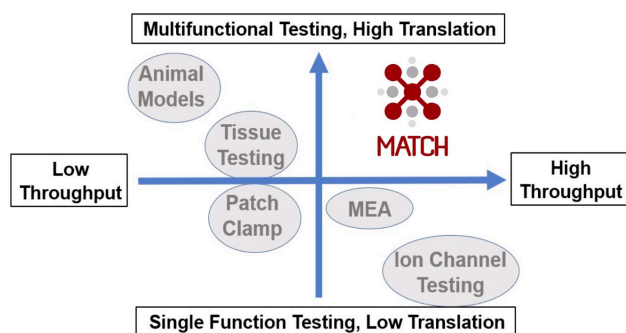 Multifunctional Testing, High Translation
Animal
Models
MATCH
Tissue
Testing
Low
Throughput
High
Throughput
Patch
Clamp
MEA
Ion Channel
Testing
Single Function Testing, Low Translation